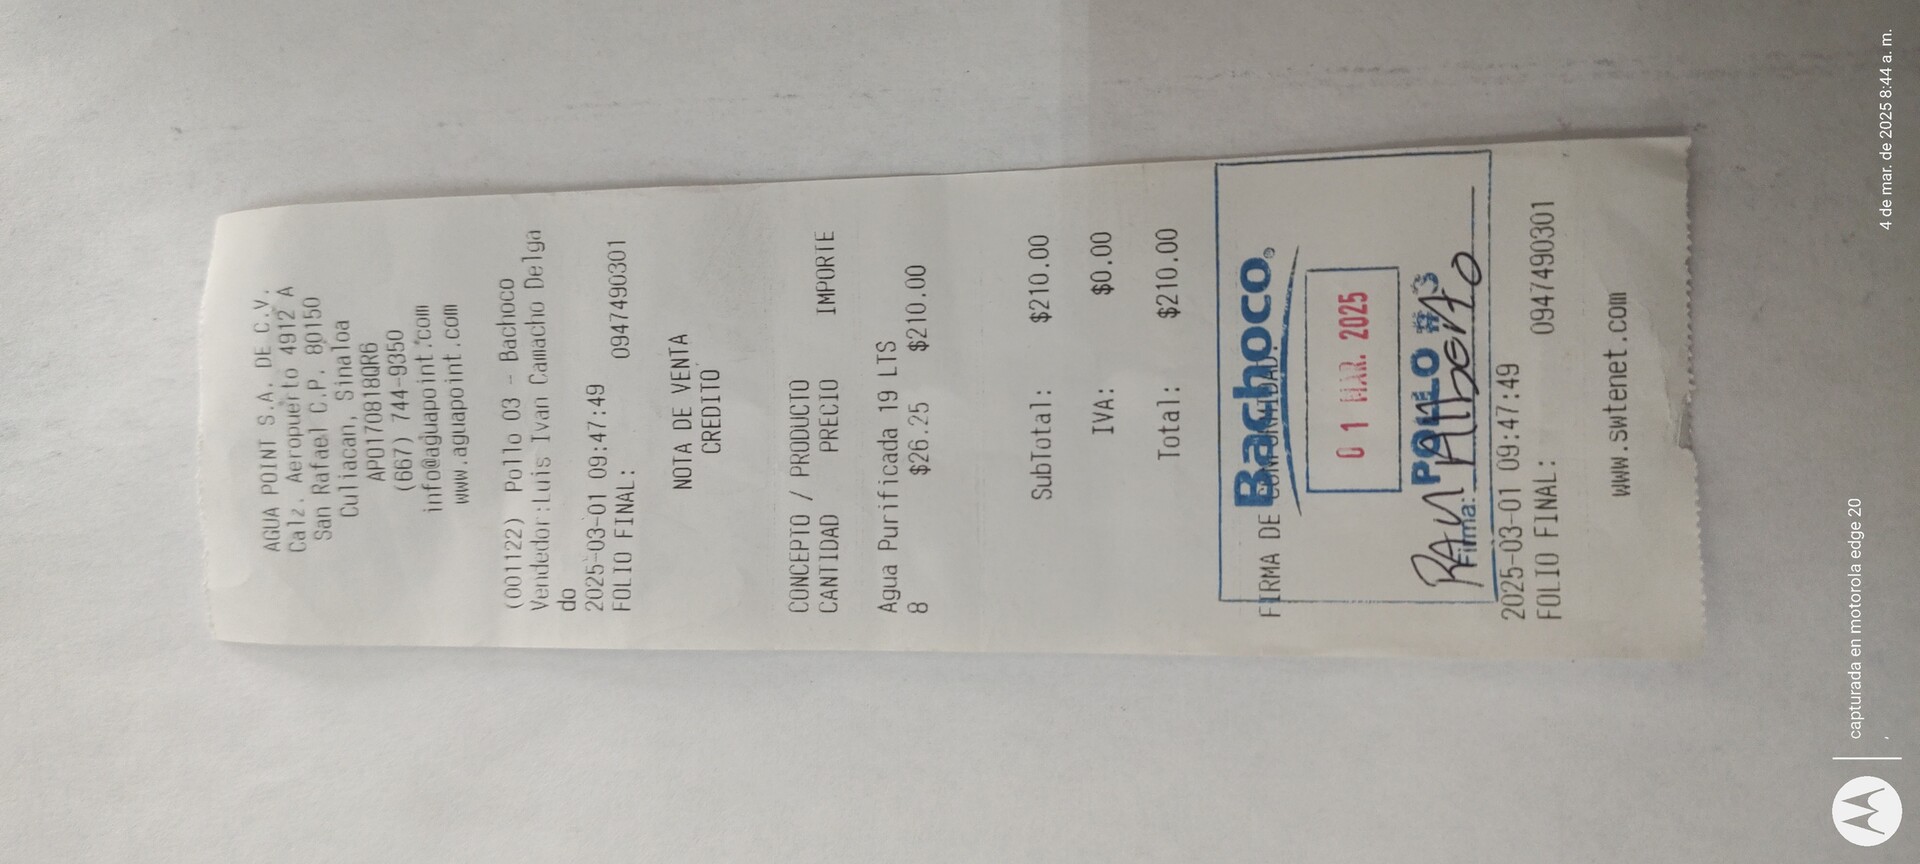 AGUA POINT S.A. DE C.V.
Calz. Aeropuerto 4912 A
San Rafael C.P. 80150
Culiacan, Sinaloa
APO170818QR6
(667) 744-9350
info@aguapoint.com
www.aguapoint.com
(001122) Pollo 03 - Bachoco
Vendedor:Luis Ivan Camacho Delga
do
2025-03-01 09:47:49
FOLIO FINAL: 0947490301
NOTA DE VENTA
CREDITO
CONCEPTO / PRODUCTO
CANTIDAD PRECIO IMPORTE
Agua Purificada 19 LTS
8 $26.25 $210.00
SubTotal: $210.00
IVA: $0.00
Total: $210.00
FIRMA DE CONFORMIDAD:
Bachoco®
01 MAR. 2025
POLLO #3
Firma:
Alberto
2025-03-01 09:47:49
FOLIO FINAL: 0947490301
www.swtenet.com
capturada en motorola edge 20
4 de mar. de 2025 8:44 a. m.